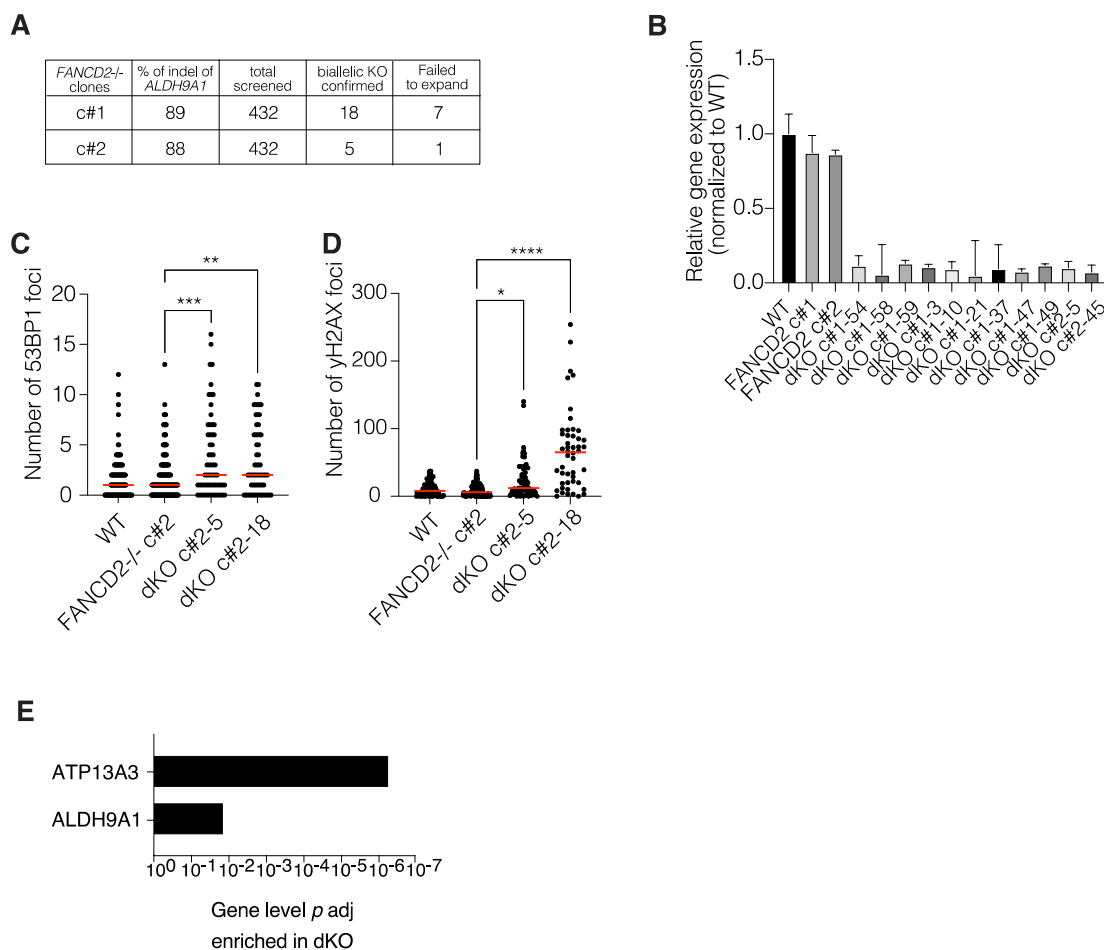 A
FANCD2-/- clones
% of indel of ALDH9A1
total screened
biallelic KO confirmed
Failed to expand
c#1 89 432 18 7
c#2 88 432 5 1
B
Relative gene expression
(normalized to WT)
1.5
1.0
0.5
0.0
WT
FANCD2 c#1
FANCD2 c#2
dKO c#1-54
dKO c#1-58
dKO c#1-59
dKO c#1-3
dKO c#1-10
dKO c#1-21
dKO c#1-37
dKO c#1-47
dKO c#1-49
dKO c#2-5
dKO c#2-45
C
Number of 53BP1 foci
20
15
10
5
0
**
***
WT
FANCD2-/- c#2
dKO c#2-5
dKO c#2-18
D
Number of yH2AX foci
300
200
100
0
****
*
WT
FANCD2-/- c#2
dKO c#2-5
dKO c#2-18
E
ATP13A3
ALDH9A1
10⁰ 10⁻¹ 10⁻² 10⁻³ 10⁻⁴ 10⁻⁵ 10⁻⁶ 10⁻⁷
Gene level p adj
enriched in dKO